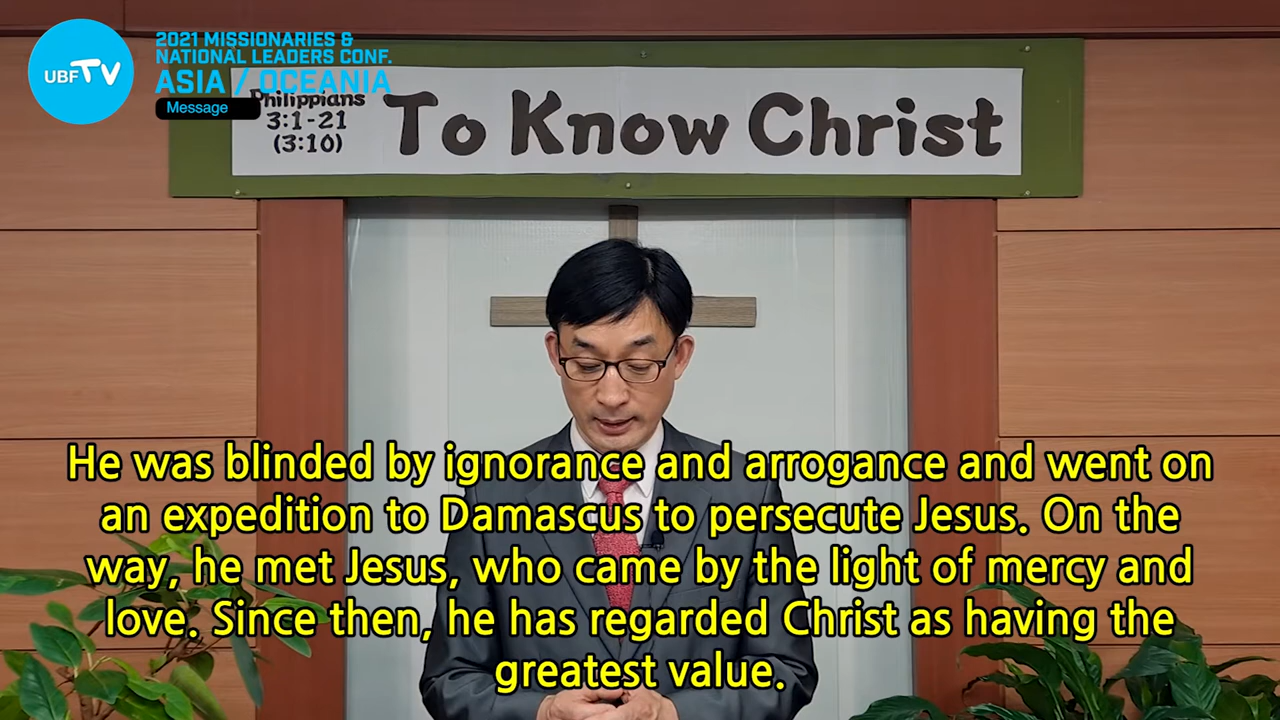 UBFTV
2021 MISSIONARIES &
NATIONAL LEADERS CONF.
ASIA / OCEANIA
Message
Philippians
3:1-21
(3:10)
To Know Christ
He was blinded by ignorance and arrogance and went on
an expedition to Damascus to persecute Jesus. On the
way, he met Jesus, who came by the light of mercy and
love. Since then, he has regarded Christ as having the
greatest value.